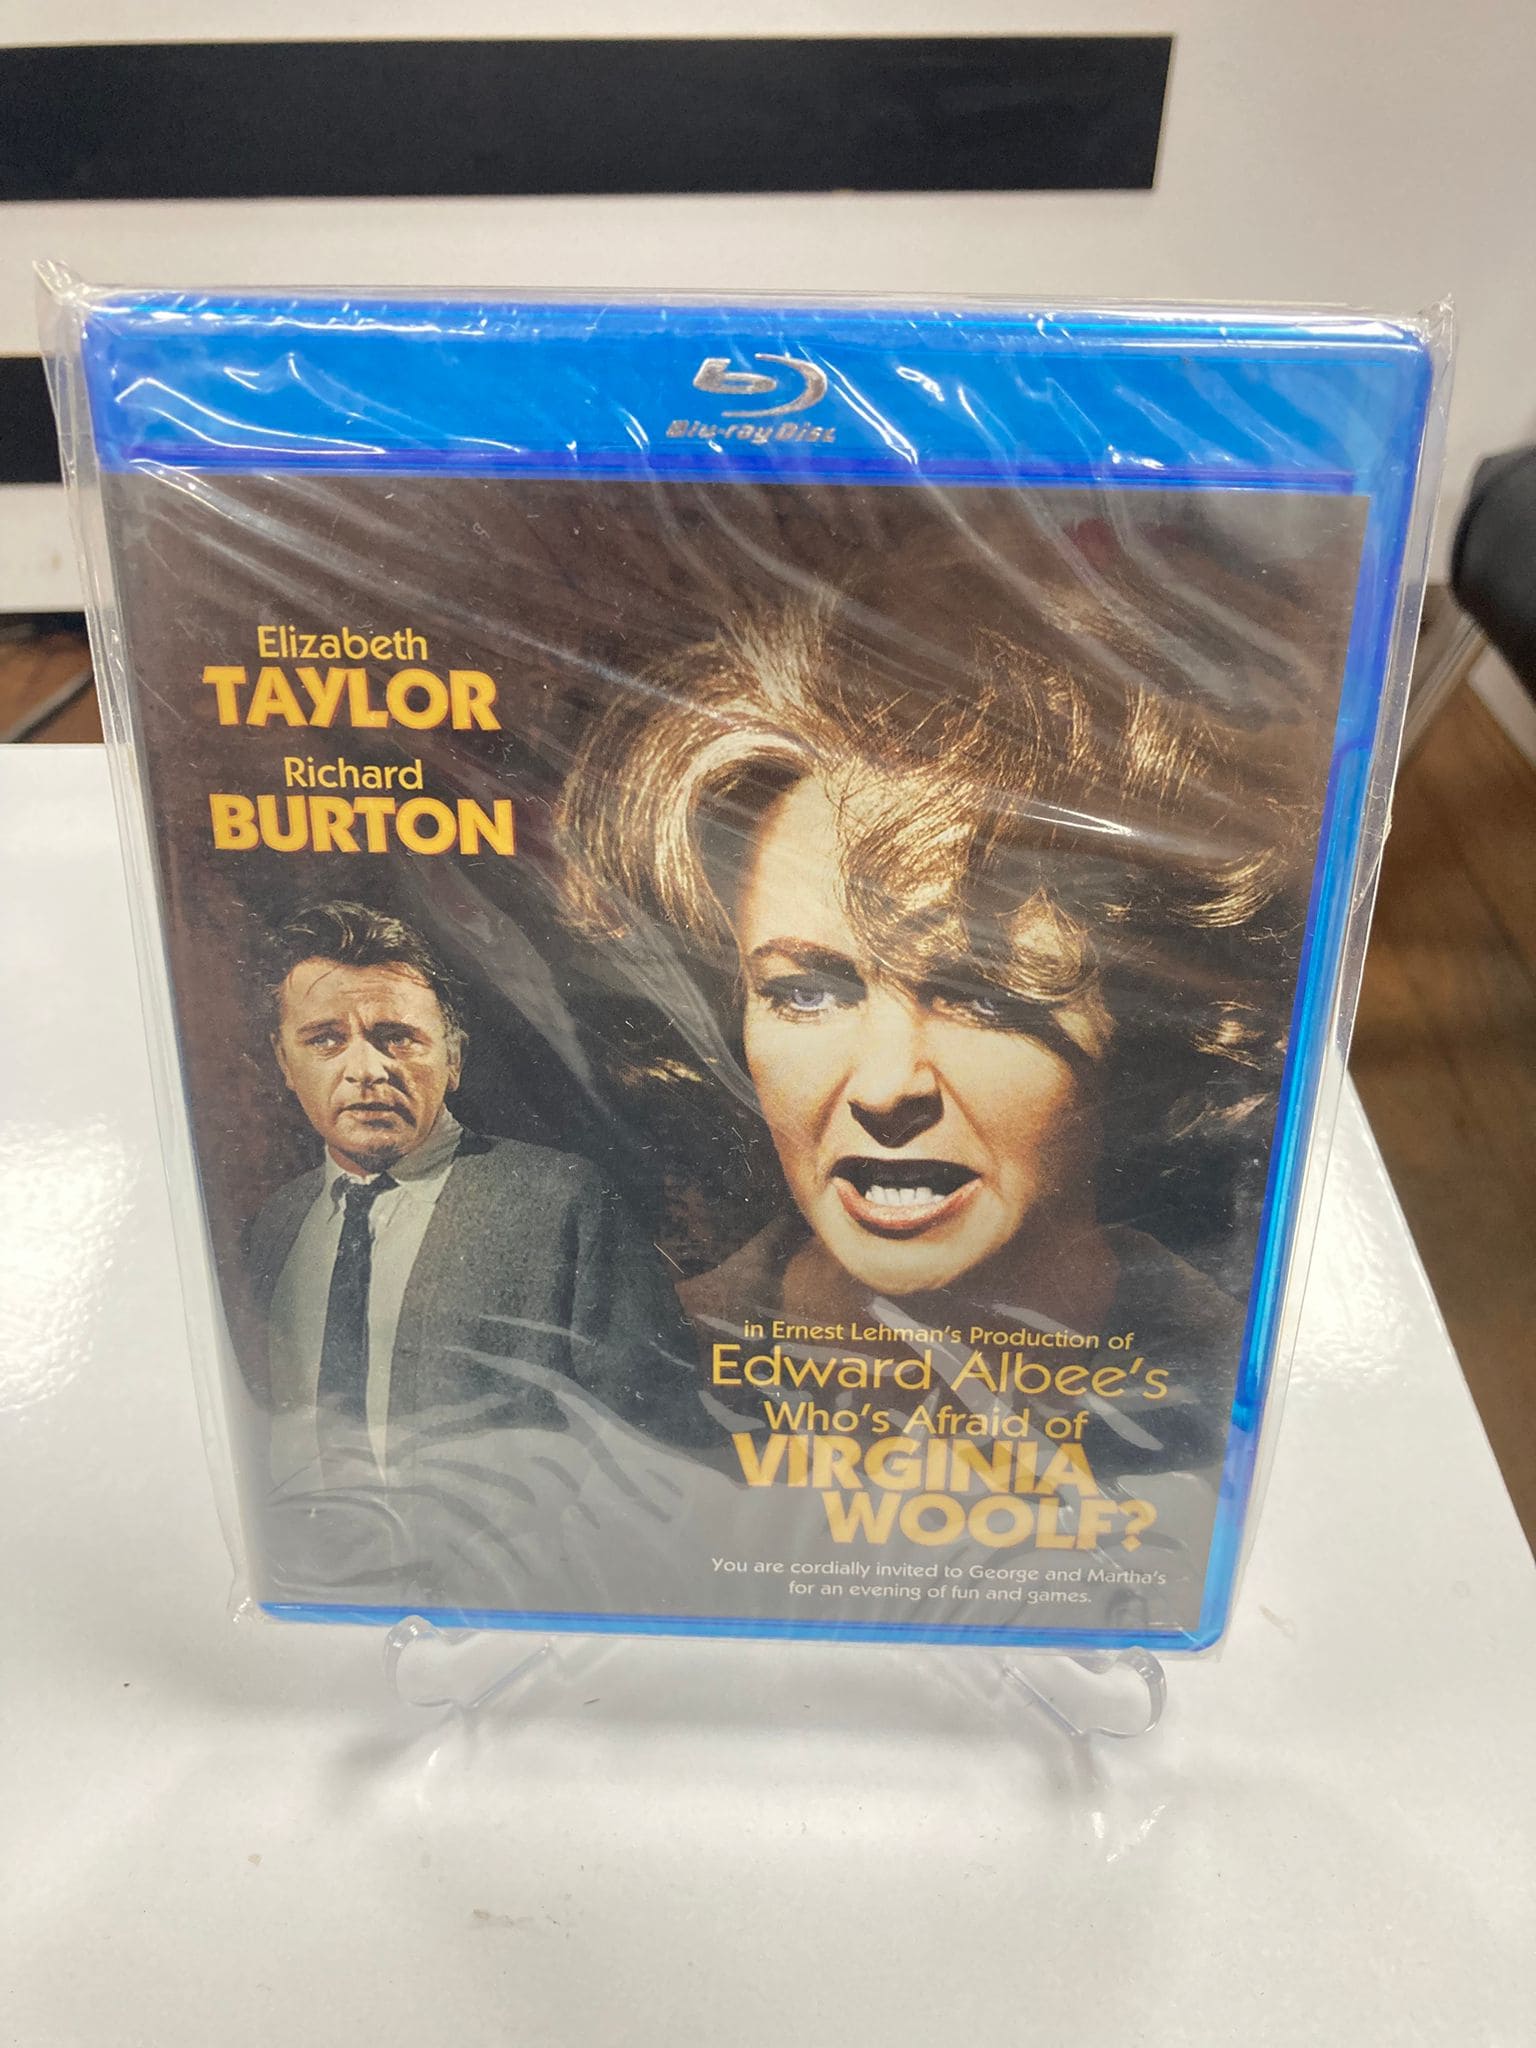 Blu-ray Disc
Elizabeth
TAYLOR
Richard
BURTON
in Ernest Lehman's Production of
Edward Albee's
Who's Afraid of
VIRGINIA
WOOLF?
You are cordially invited to George and Martha's
for an evening of fun and games.